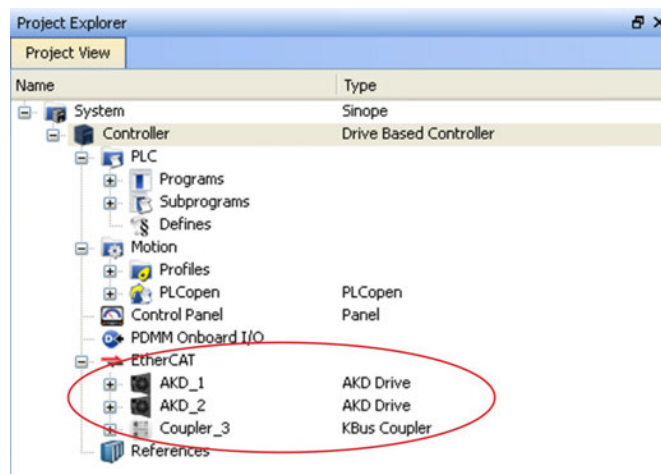 Project Explorer
Project View
Name Type
System Sinope
Controller Drive Based Controller
PLC
Programs
Subprograms
Defines
Motion
Profiles
PLCopen PLCopen
Control Panel Panel
PDMM Onboard I/O
EtherCAT
AKD_1 AKD Drive
AKD_2 AKD Drive
Coupler_3 KBus Coupler
References